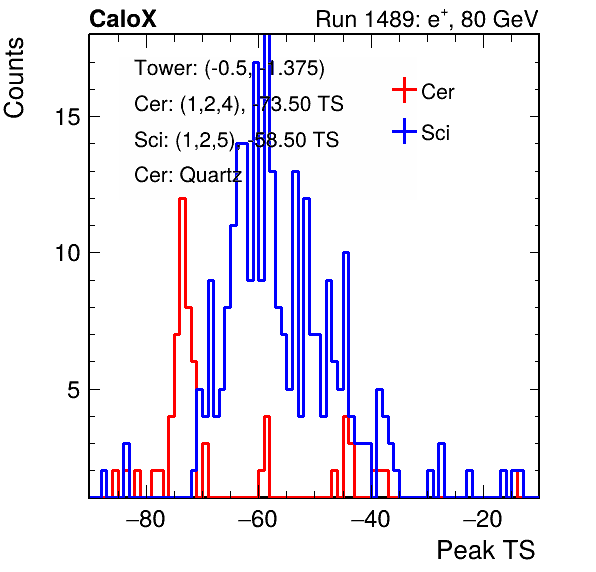 CaloX Run 1489: e⁺, 80 GeV
Counts
Tower: (-0.5, -1.375)
Cer: (1,2,4), -73.50 TS
Sci: (1,2,5), -58.50 TS
Cer: Quartz
Cer
Sci
15
10
5
−80 −60 −40 −20
Peak TS